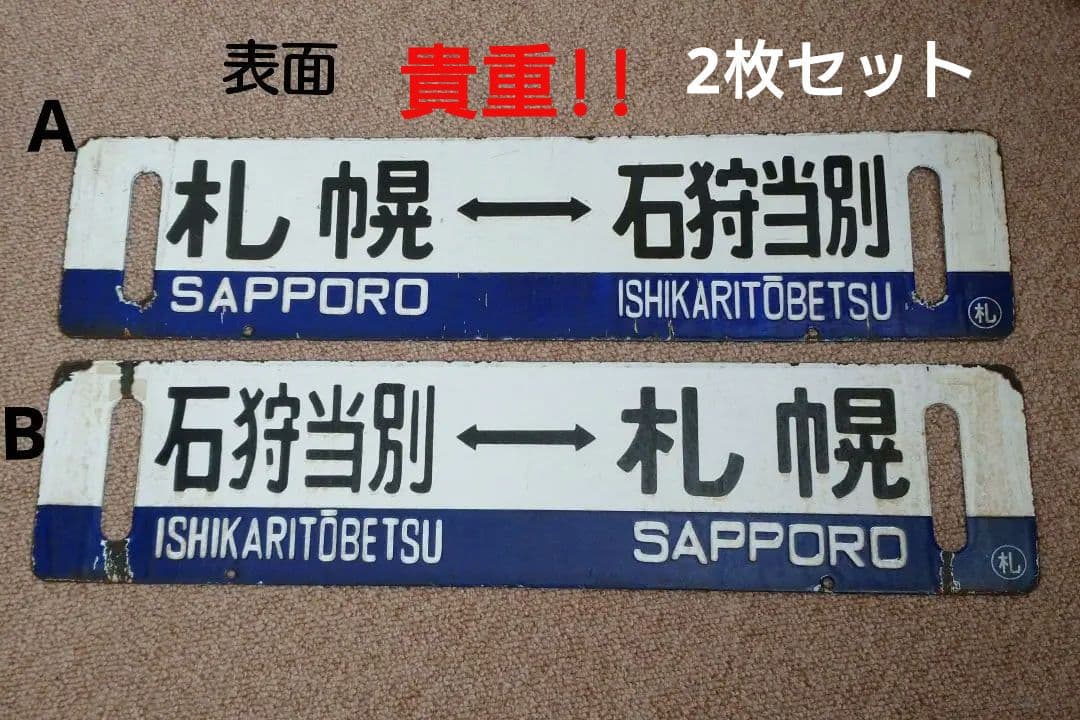 表面 貴重!! 2枚セット
A
札幌 ↔ 石狩当別
SAPPORO ISHIKARITŌBETSU 札
B
石狩当別 ↔ 札幌
ISHIKARITŌBETSU SAPPORO 札